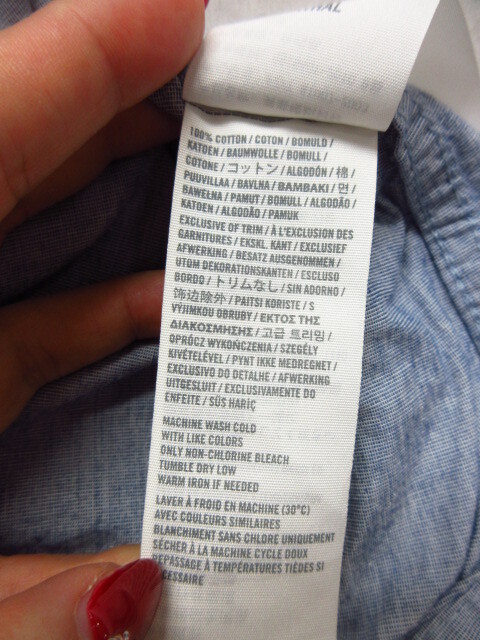 100% COTTON / COTON / BOMULD /
KATOEN / BAUMWOLLE / BOMULL /
COTONE / コットン / ALGODÓN / 棉 /
PUUVILLAA / BAVLNA / ΒΑΜΒΑΚΙ / 면 /
BAWEŁNA / PAMUT / BOMULL / ALGODÃO /
KATOEN / ALGODÃO / PAMUK
EXCLUSIVE OF TRIM / À L'EXCLUSION DES
GARNITURES / EKSKL. KANT / EXCLUSIEF
AFWERKING / BESATZ AUSGENOMMEN /
UTOM DEKORATIONSKANTEN / ESCLUSO
BORDO / トリムなし / SIN ADORNO /
饰边除外 / PAITSI KORISTE / S
VÝJIMKOU OBRUBY / ΕΚΤΟΣ ΤΗΣ
ΔΙΑΚΟΣΜΗΣΗΣ / 고급 트리밍 /
OPRÓCZ WYKOŃCZENIA / SZEGÉLY
KIVÉTELÉVEL / PYNT IKKE MEDREGNET /
EXCLUSIVO DO DETALHE / AFWERKING
UITGESLUIT / EXCLUSIVAMENTE DO
ENFEITE / SÜS HARİÇ
MACHINE WASH COLD
WITH LIKE COLORS
ONLY NON-CHLORINE BLEACH
TUMBLE DRY LOW
WARM IRON IF NEEDED
LAVER À FROID EN MACHINE (30°C)
AVEC COULEURS SIMILAIRES
BLANCHIMENT SANS CHLORE UNIQUEMENT
SÉCHER À LA MACHINE CYCLE DOUX
REPASSAGE À TEMPÉRATURES TIÈDES SI